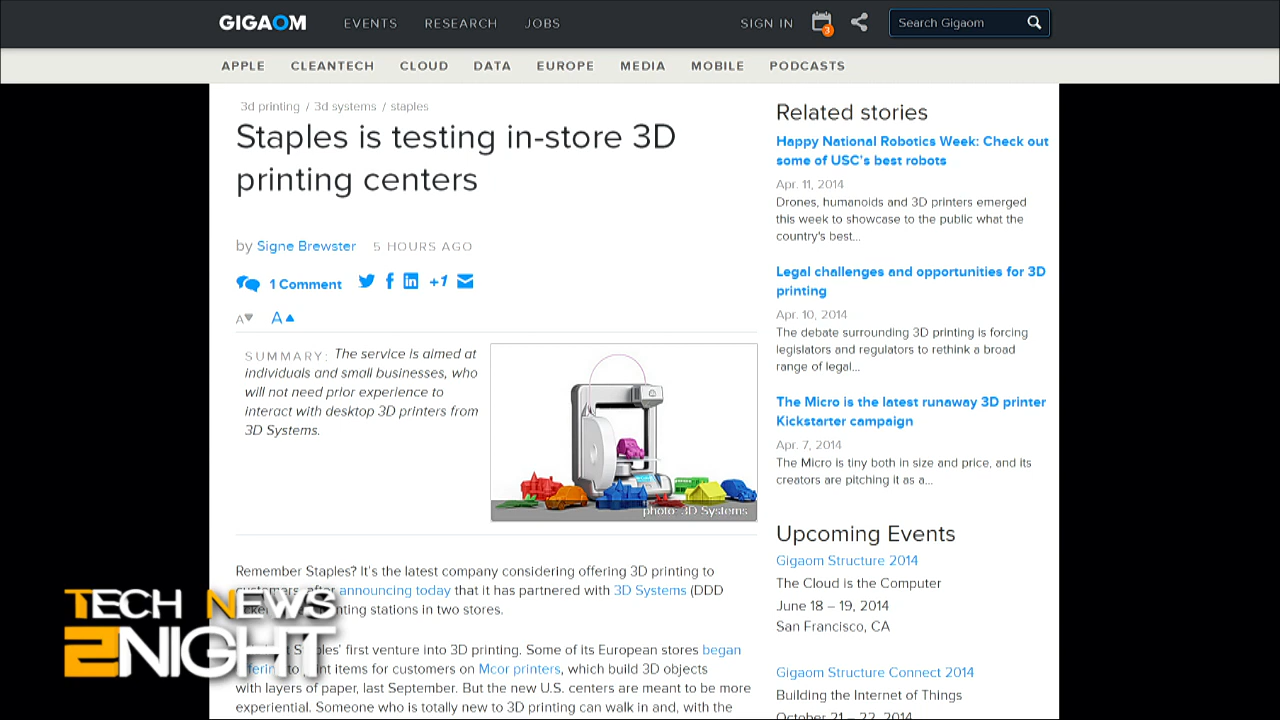 GIGAOM EVENTS RESEARCH JOBS SIGN IN 3 Search Gigaom
APPLE CLEANTECH CLOUD DATA EUROPE MEDIA MOBILE PODCASTS
3d printing / 3d systems / staples
Staples is testing in-store 3D
printing centers
by Signe Brewster 5 HOURS AGO
1 Comment +1
A A
SUMMARY: The service is aimed at
individuals and small businesses, who
will not need prior experience to
interact with desktop 3D printers from
3D Systems.
photo: 3D Systems
Remember Staples? It's the latest company considering offering 3D printing to
customers, after announcing today that it has partnered with 3D Systems (DDD
printing stations in two stores.
Staples' first venture into 3D printing. Some of its European stores began
offering to print items for customers on Mcor printers, which build 3D objects
with layers of paper, last September. But the new U.S. centers are meant to be more
experiential. Someone who is totally new to 3D printing can walk in and, with the
Related stories
Happy National Robotics Week: Check out
some of USC's best robots
Apr. 11, 2014
Drones, humanoids and 3D printers emerged
this week to showcase to the public what the
country's best...
Legal challenges and opportunities for 3D
printing
Apr. 10, 2014
The debate surrounding 3D printing is forcing
legislators and regulators to rethink a broad
range of legal...
The Micro is the latest runaway 3D printer
Kickstarter campaign
Apr. 7, 2014
The Micro is tiny both in size and price, and its
creators are pitching it as a...
Upcoming Events
Gigaom Structure 2014
The Cloud is the Computer
June 18 – 19, 2014
San Francisco, CA
Gigaom Structure Connect 2014
Building the Internet of Things
October 21 – 22, 2014
TECH NEWS
2NIGHT